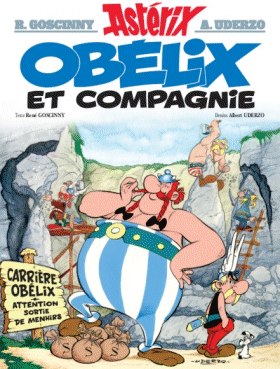 Astérix
R. GOSCINNY A. UDERZO
OBÉLIX
ET COMPAGNIE
Texte René GOSCINNY Dessins Albert UDERZO
CARRIÈRE
OBÉLIX
ATTENTION
SORTIE
DE MENHIRS
UDERZO